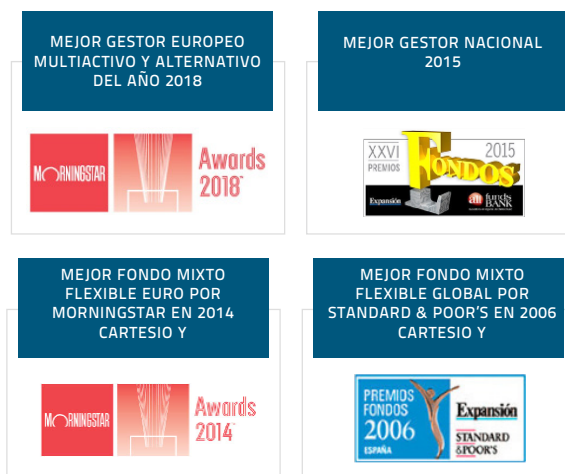 MEJOR GESTOR EUROPEO
MULTIACTIVO Y ALTERNATIVO
DEL AÑO 2018
MORNINGSTAR
Awards
2018
MEJOR GESTOR NACIONAL
2015
XXVI
PREMIOS
2015
FONDOS
Expansión
funds
BANK
MEJOR FONDO MIXTO
FLEXIBLE EURO POR
MORNINGSTAR EN 2014
CARTESIO Y
MORNINGSTAR
Awards
2014
MEJOR FONDO MIXTO
FLEXIBLE GLOBAL POR
STANDARD & POOR'S EN 2006
CARTESIO Y
PREMIOS
FONDOS
2006
ESPAÑA
Expansión
STANDARD
&POOR'S